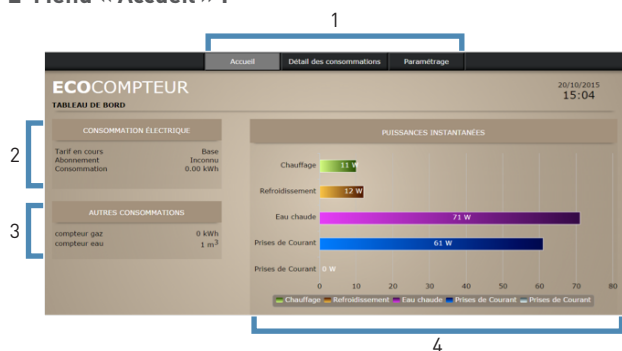 2 Menu « Accueil » :
1
Accueil Détail des consommations Paramétrage
ECOCOMPTEUR
TABLEAU DE BORD
20/10/2015
15:04
2
CONSOMMATION ÉLECTRIQUE
Tarif en cours Base
Abonnement Inconnu
Consommation 0.00 kWh
3
AUTRES CONSOMMATIONS
compteur gaz 0 kWh
compteur eau 1 m³
PUISSANCES INSTANTANÉES
Chauffage 11 W
Refroidissement 12 W
Eau chaude 71 W
Prises de Courant 61 W
Prises de Courant 0 W
0 10 20 30 40 50 60 70 80
Chauffage Refroidissement Eau chaude Prises de Courant Prises de Courant
4